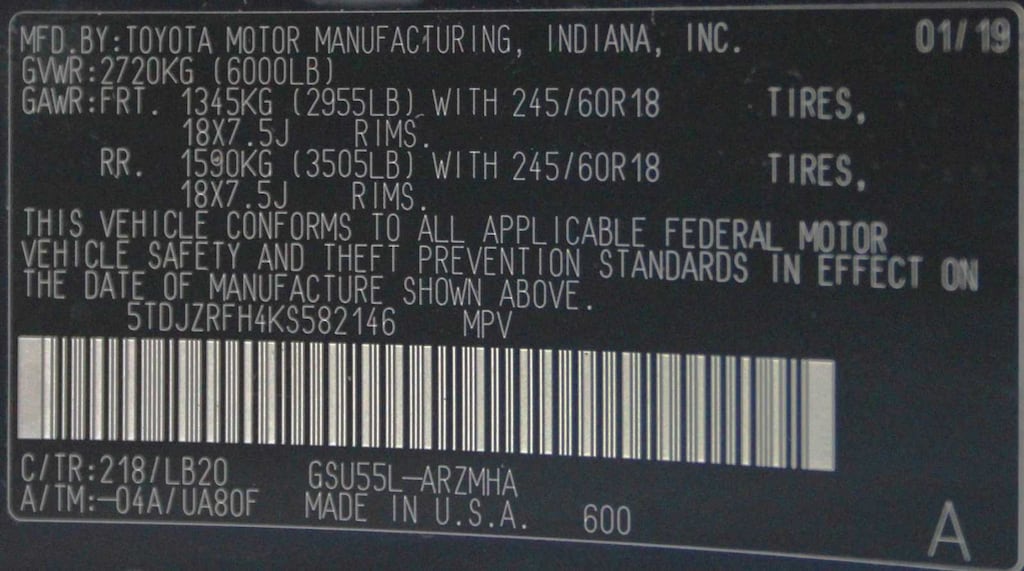 MFD.BY:TOYOTA MOTOR MANUFACTURING, INDIANA, INC. 01/19
GVWR:2720KG (6000LB)
GAWR:FRT. 1345KG (2955LB) WITH 245/60R18 TIRES,
18X7.5J RIMS.
RR. 1590KG (3505LB) WITH 245/60R18 TIRES,
18X7.5J RIMS.
THIS VEHICLE CONFORMS TO ALL APPLICABLE FEDERAL MOTOR
VEHICLE SAFETY AND THEFT PREVENTION STANDARDS IN EFFECT ON
THE DATE OF MANUFACTURE SHOWN ABOVE.
5TDJZRFH4KS582146 MPV
C/TR:218/LB20 GSU55L-ARZMHA
A/TM:-04A/UA80F MADE IN U.S.A. 600
A